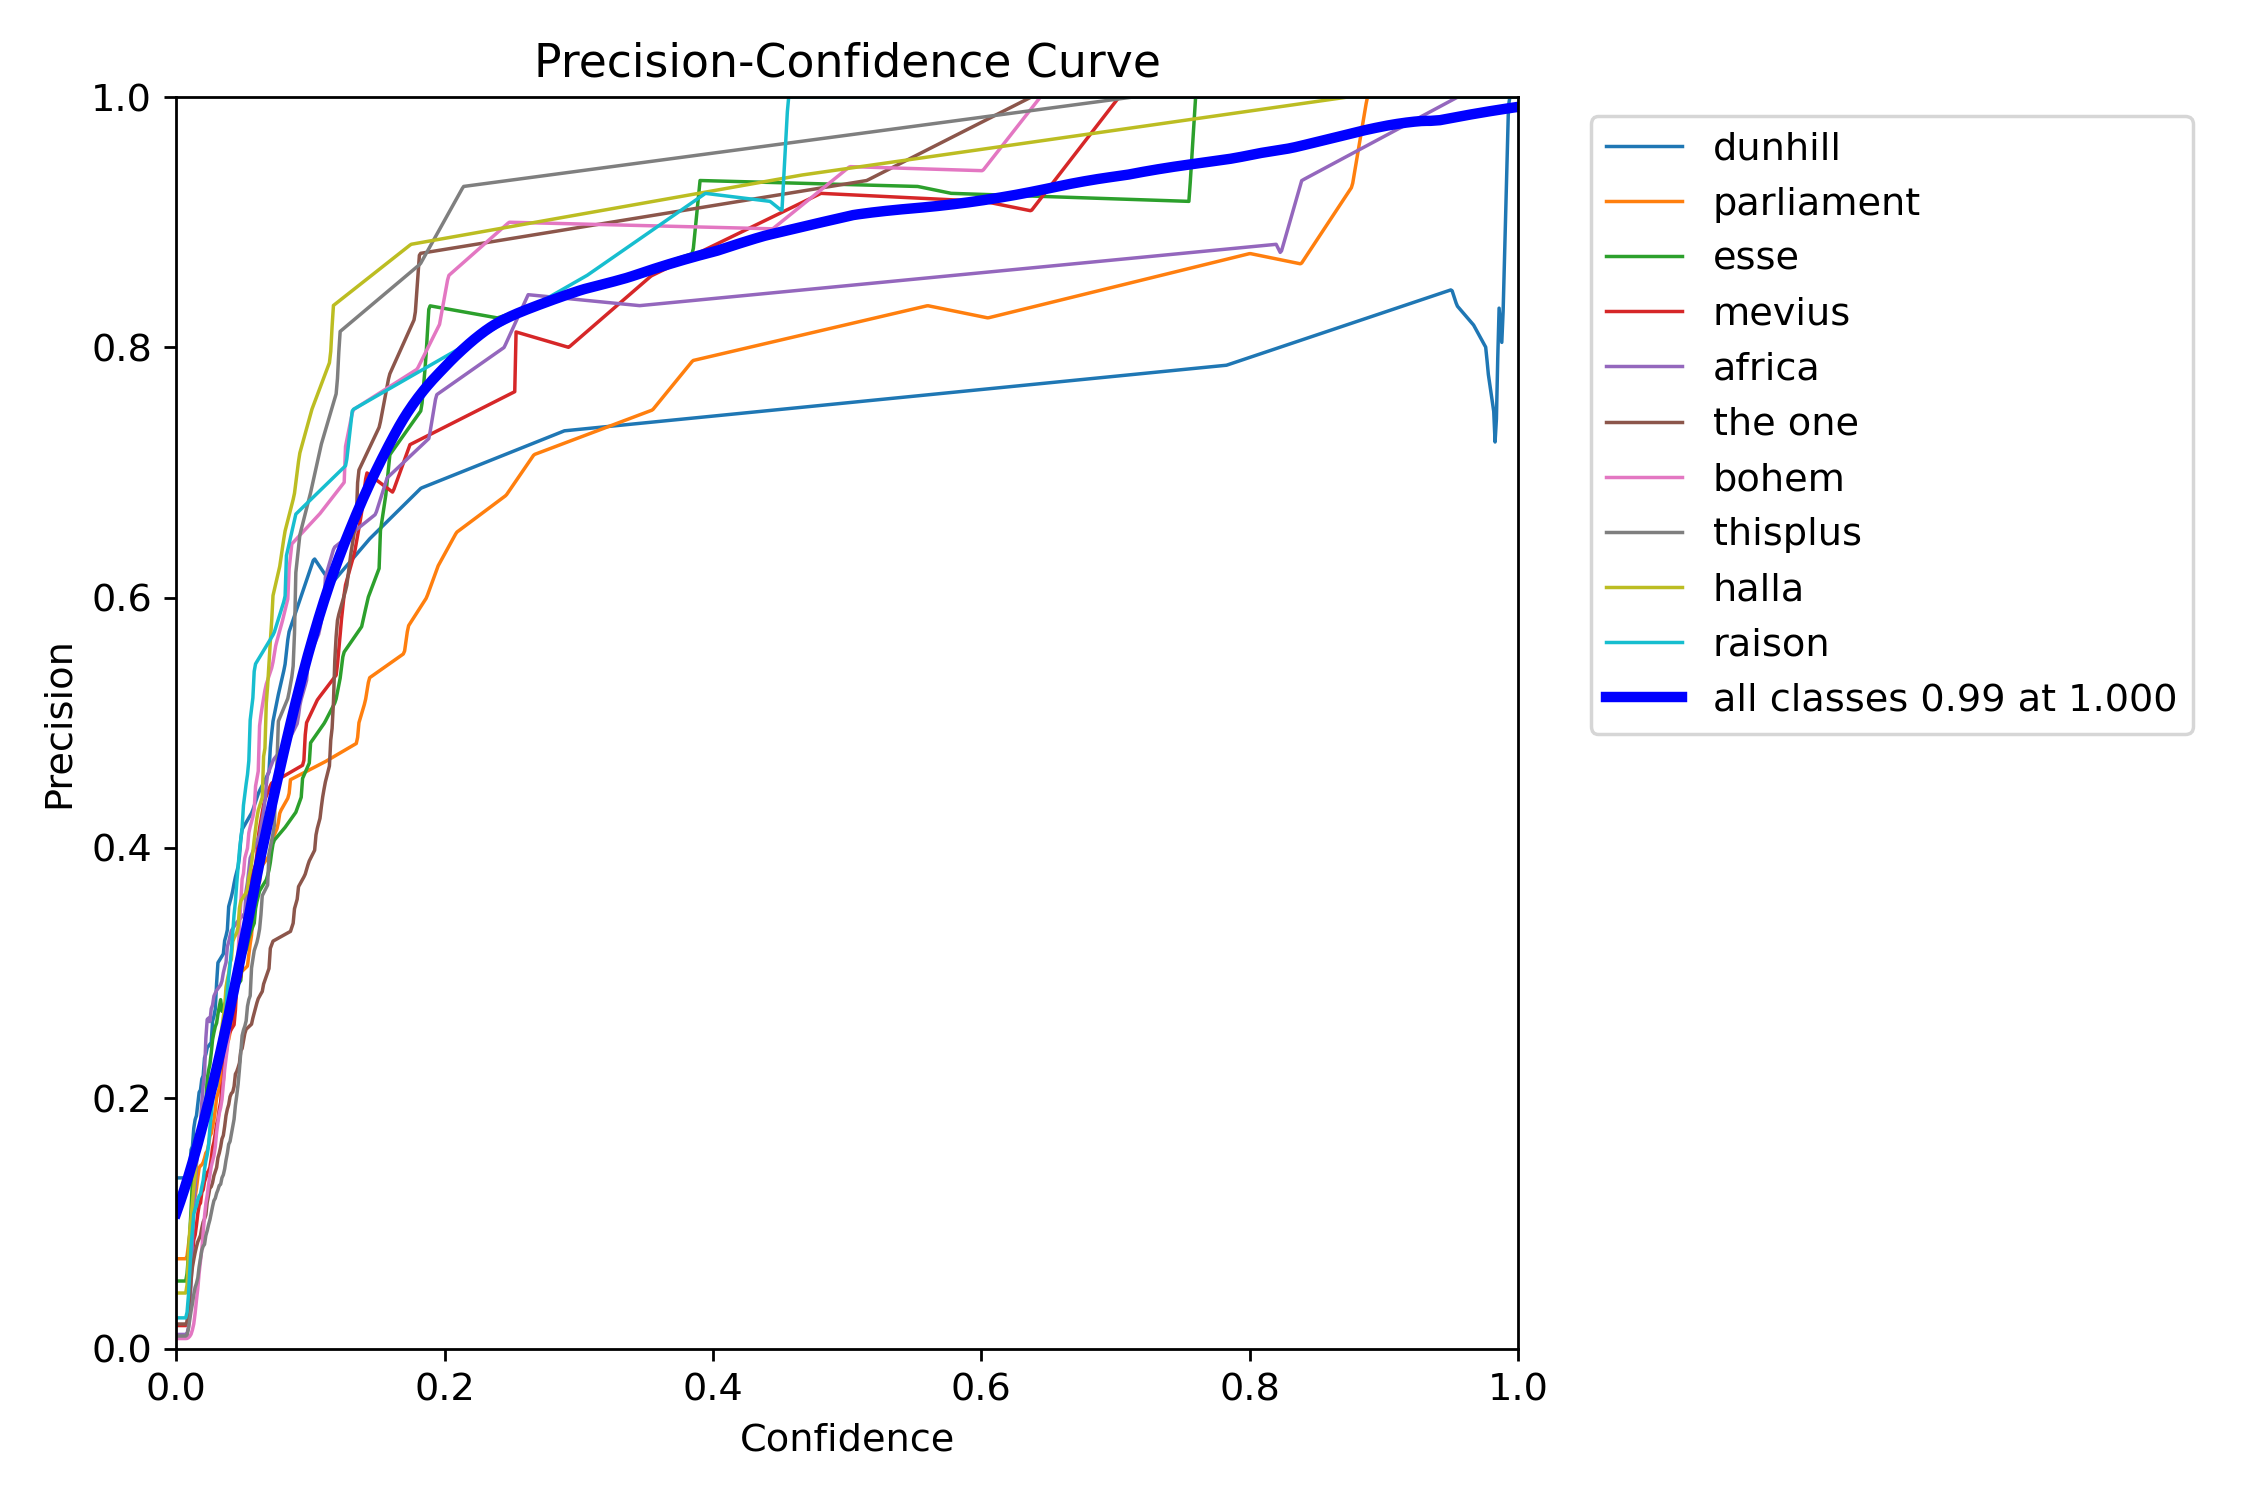 Precision-Confidence Curve
1.0
0.8
0.6
0.4
0.2
0.0
Precision
0.0 0.2 0.4 0.6 0.8 1.0
Confidence
dunhill
parliament
esse
mevius
africa
the one
bohem
thisplus
halla
raison
all classes 0.99 at 1.000